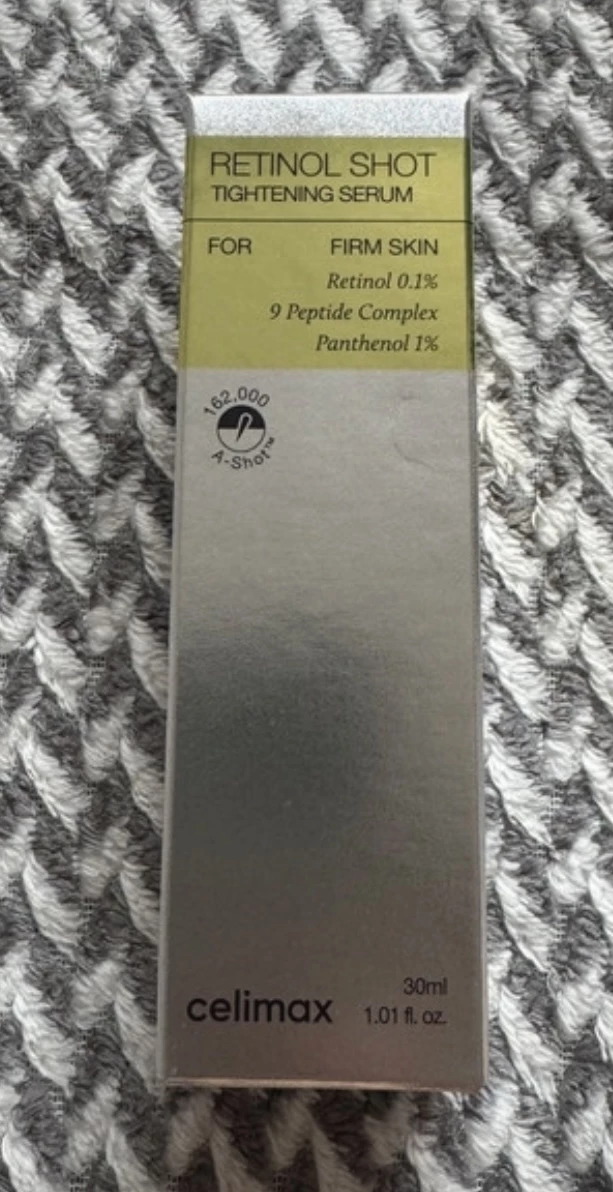 RETINOL SHOT
TIGHTENING SERUM
FOR FIRM SKIN
Retinol 0.1%
9 Peptide Complex
Panthenol 1%
162,000
A-Shot™
30ml
celimax 1.01 fl. oz.